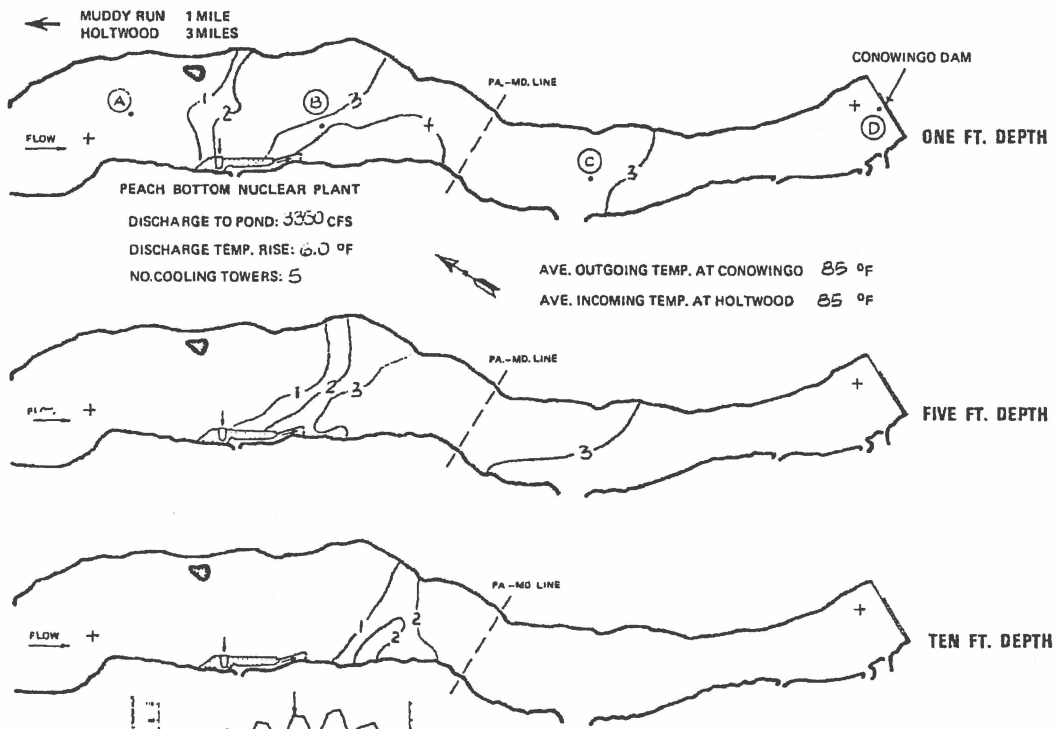 MUDDY RUN 1 MILE
HOLTWOOD 3 MILES
CONOWINGO DAM
PA.-MD. LINE
A
B
C
D
1
2
3
3
+
+
FLOW
ONE FT. DEPTH
PEACH BOTTOM NUCLEAR PLANT
DISCHARGE TO POND: 3350 CFS
DISCHARGE TEMP. RISE: 6.0 °F
NO. COOLING TOWERS: 5
AVE. OUTGOING TEMP. AT CONOWINGO 85 °F
AVE. INCOMING TEMP. AT HOLTWOOD 85 °F
PA.-MD. LINE
1
2
3
3
+
+
FIVE FT. DEPTH
PA-MD LINE
1
2
2
FLOW
+
+
TEN FT. DEPTH